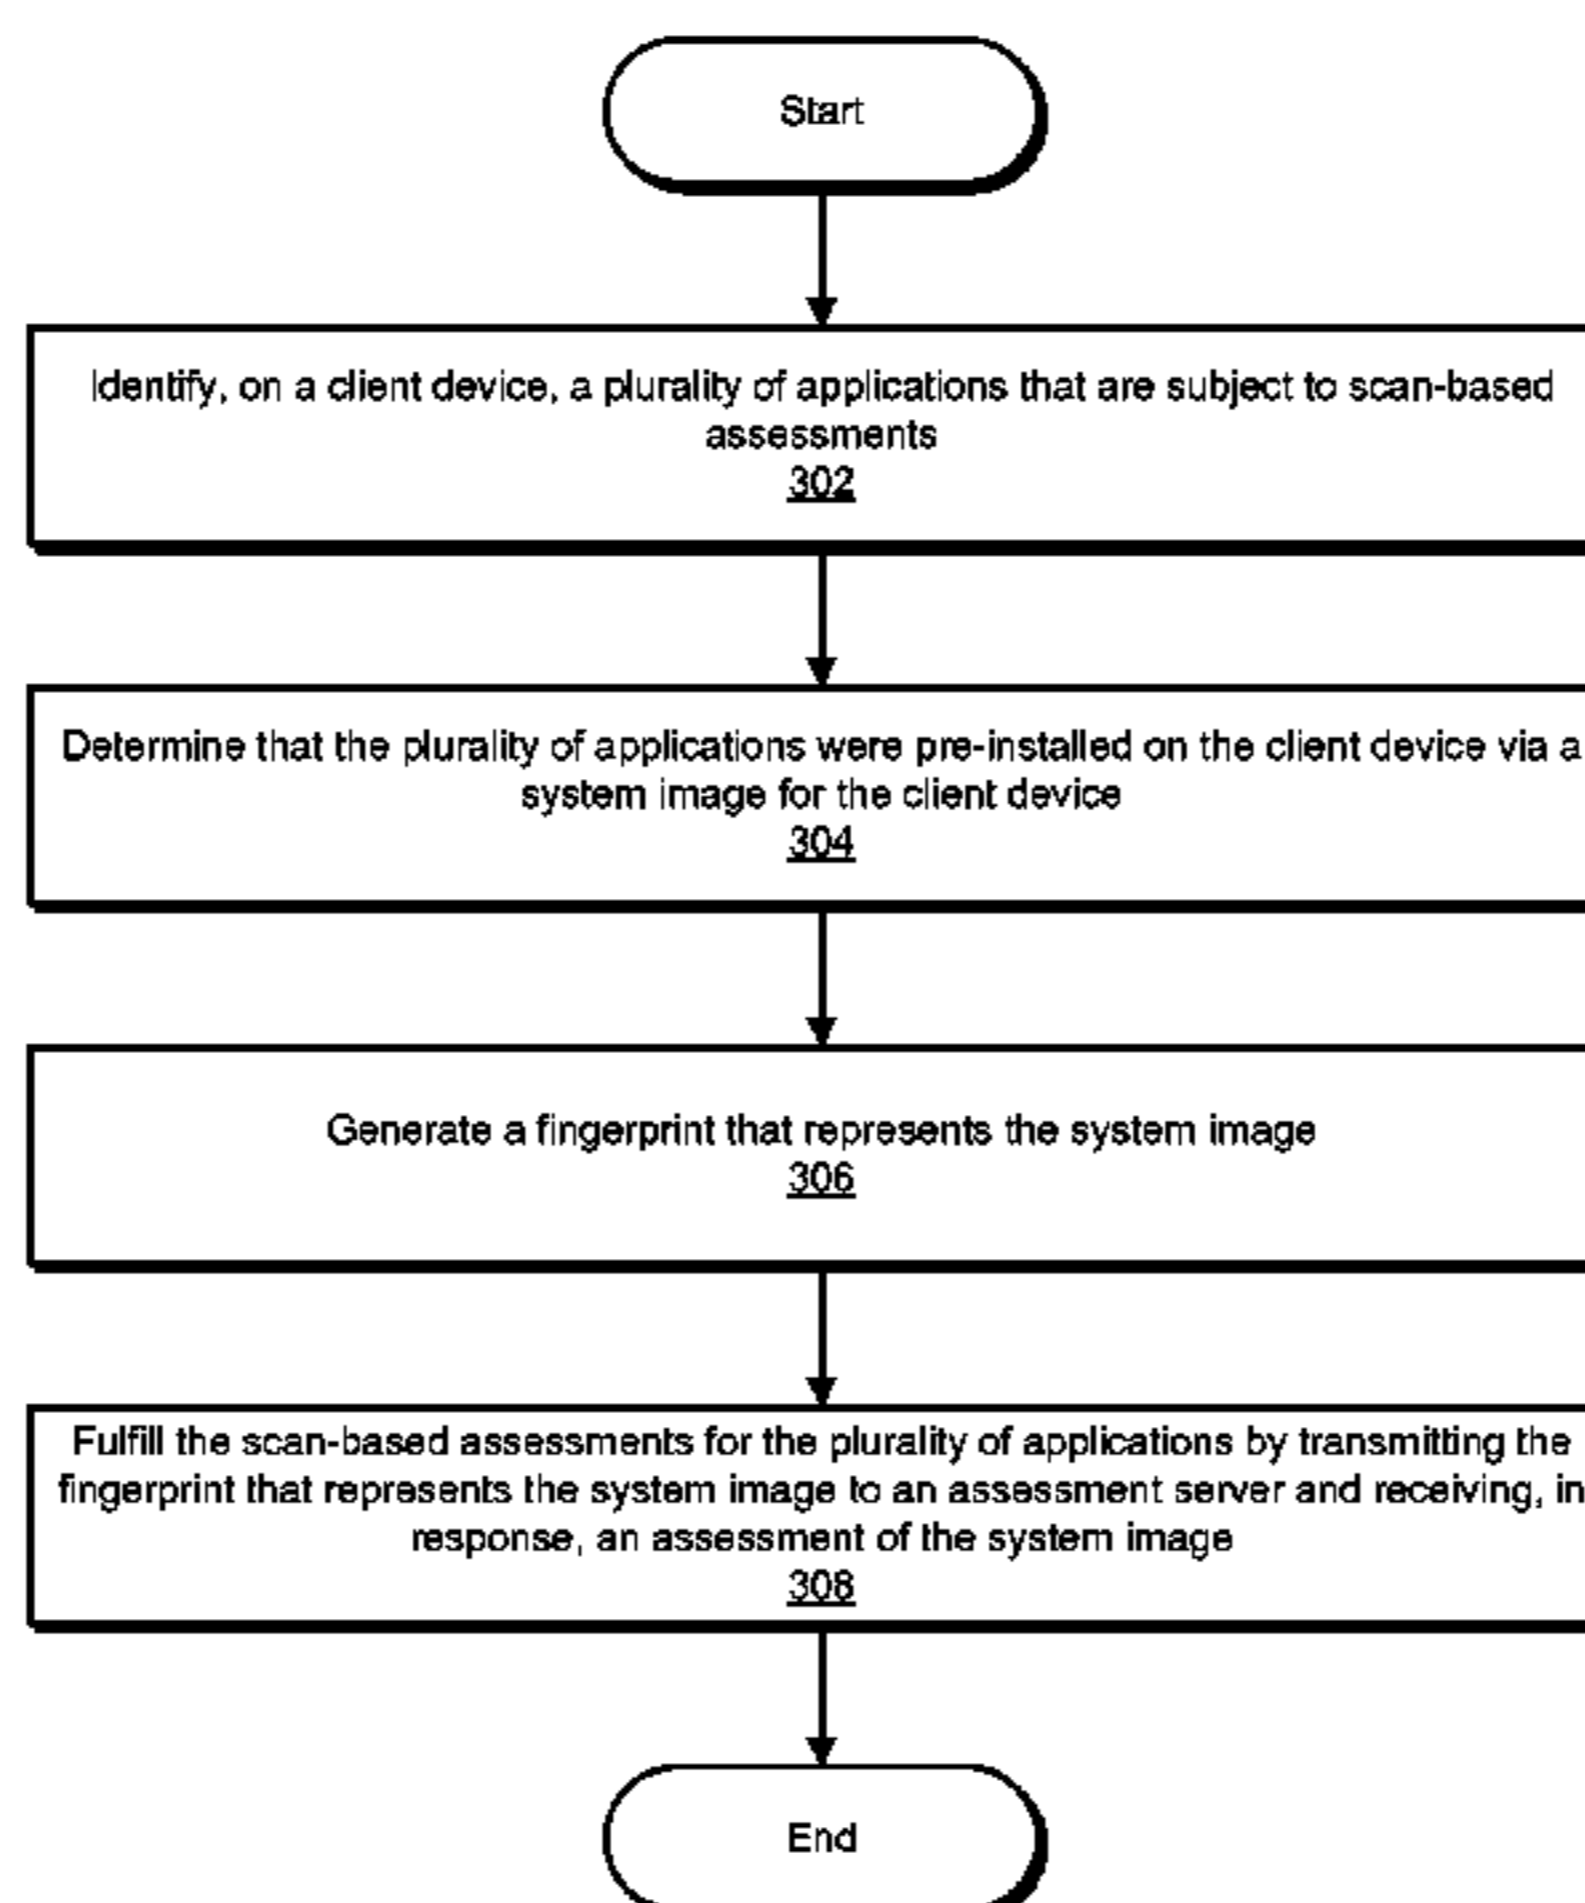 Start
Identify, on a client device, a plurality of applications that are subject to scan-based
assessments
302
Determine that the plurality of applications were pre-installed on the client device via a
system image for the client device
304
Generate a fingerprint that represents the system image
306
Fulfill the scan-based assessments for the plurality of applications by transmitting the
fingerprint that represents the system image to an assessment server and receiving, in
response, an assessment of the system image
308
End